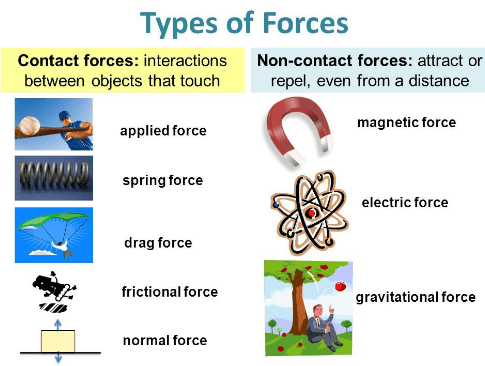 Types of Forces
Contact forces: interactions
between objects that touch
applied force
spring force
drag force
frictional force
normal force
Non-contact forces: attract or
repel, even from a distance
magnetic force
electric force
gravitational force